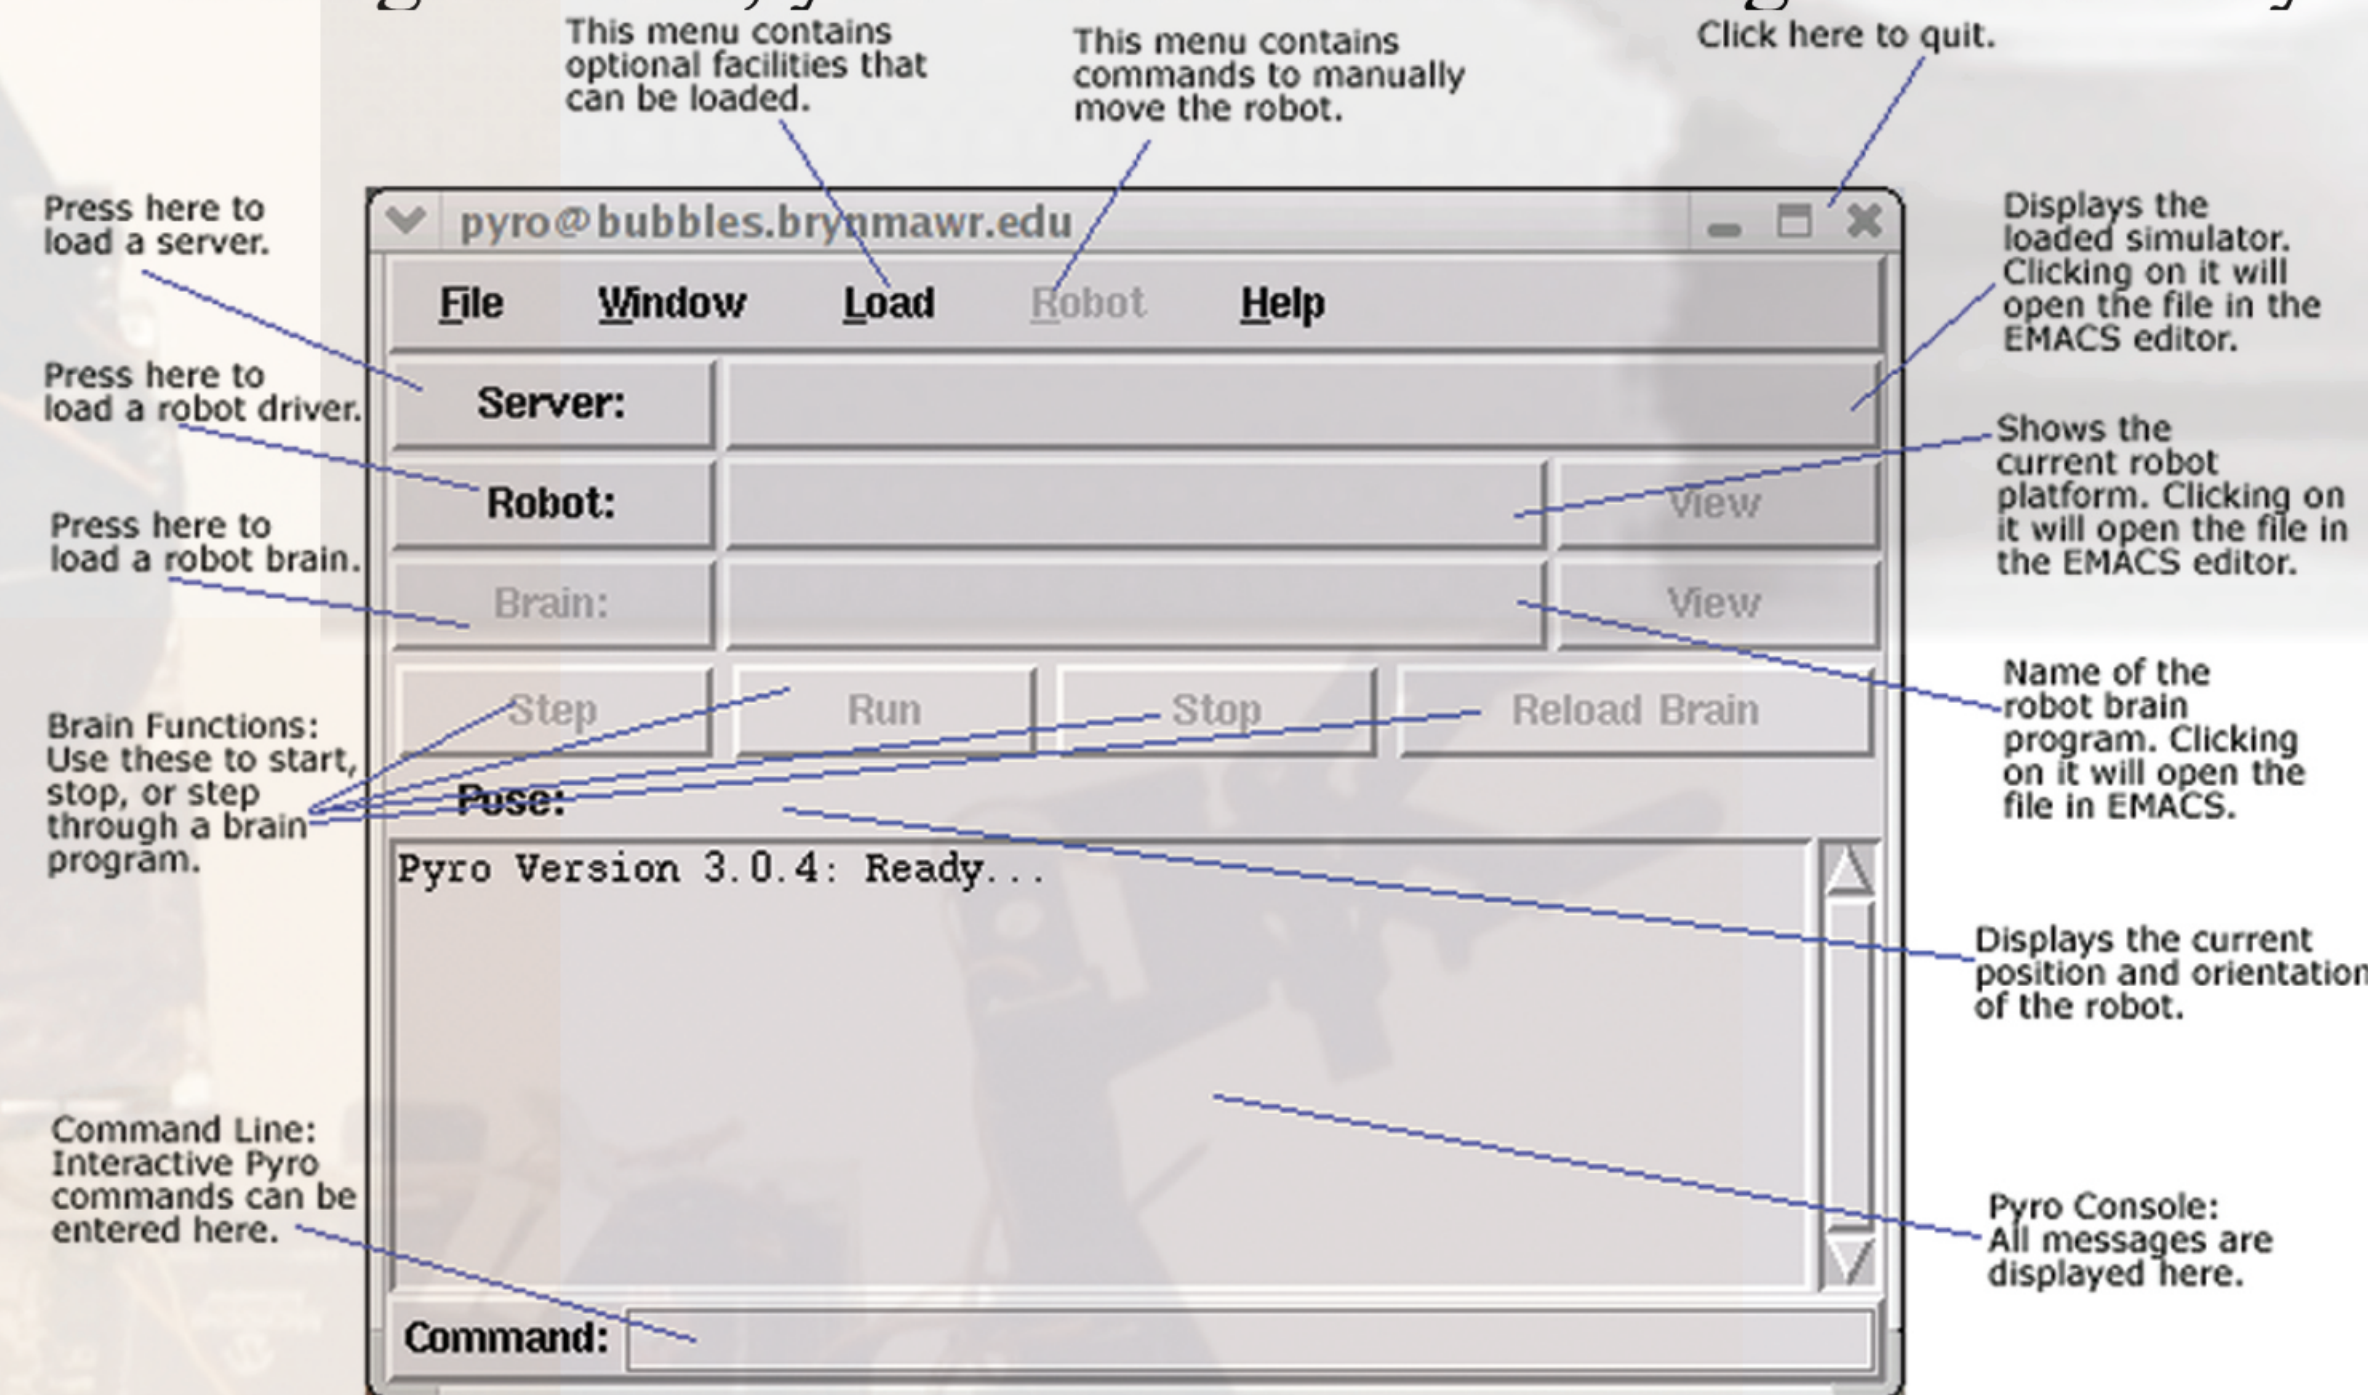 This menu contains
optional facilities that
can be loaded.
This menu contains
commands to manually
move the robot.
Click here to quit.
Press here to
load a server.
Press here to
load a robot driver.
Press here to
load a robot brain.
Brain Functions:
Use these to start,
stop, or step
through a brain
program.
Command Line:
Interactive Pyro
commands can be
entered here.
pyro@bubbles.brynmawr.edu
File Window Load Robot Help
Server:
Robot: View
Brain: View
Step Run Stop Reload Brain
Pose:
Pyro Version 3.0.4: Ready...
Command:
Displays the
loaded simulator.
Clicking on it will
open the file in the
EMACS editor.
Shows the
current robot
platform. Clicking on
it will open the file in
the EMACS editor.
Name of the
robot brain
program. Clicking
on it will open the
file in EMACS.
Displays the current
position and orientation
of the robot.
Pyro Console:
All messages are
displayed here.